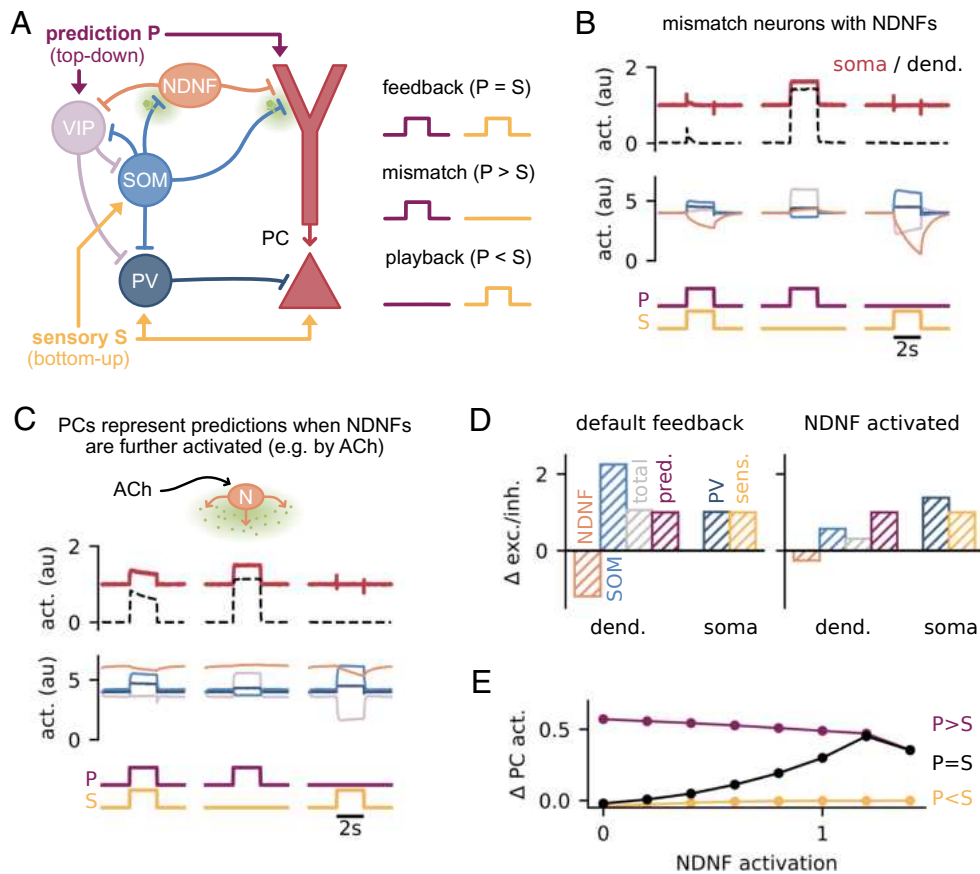 A
prediction P
(top-down)
NDNF
VIP
SOM
PV
PC
sensory S
(bottom-up)
feedback (P = S)
mismatch (P > S)
playback (P < S)
B
mismatch neurons with NDNFs
soma / dend.
act. (au)
2
0
act. (au)
5
P
S
2s
C
PCs represent predictions when NDNFs
are further activated (e.g. by ACh)
ACh
N
act. (au)
2
0
act. (au)
5
0
P
S
2s
D
default feedback
NDNF activated
Δ exc./inh.
2
0
NDNF
SOM
total
pred.
PV
sens.
dend.
soma
dend.
soma
E
Δ PC act.
0.5
0.0
P>S
P=S
P<S
0
1
NDNF activation